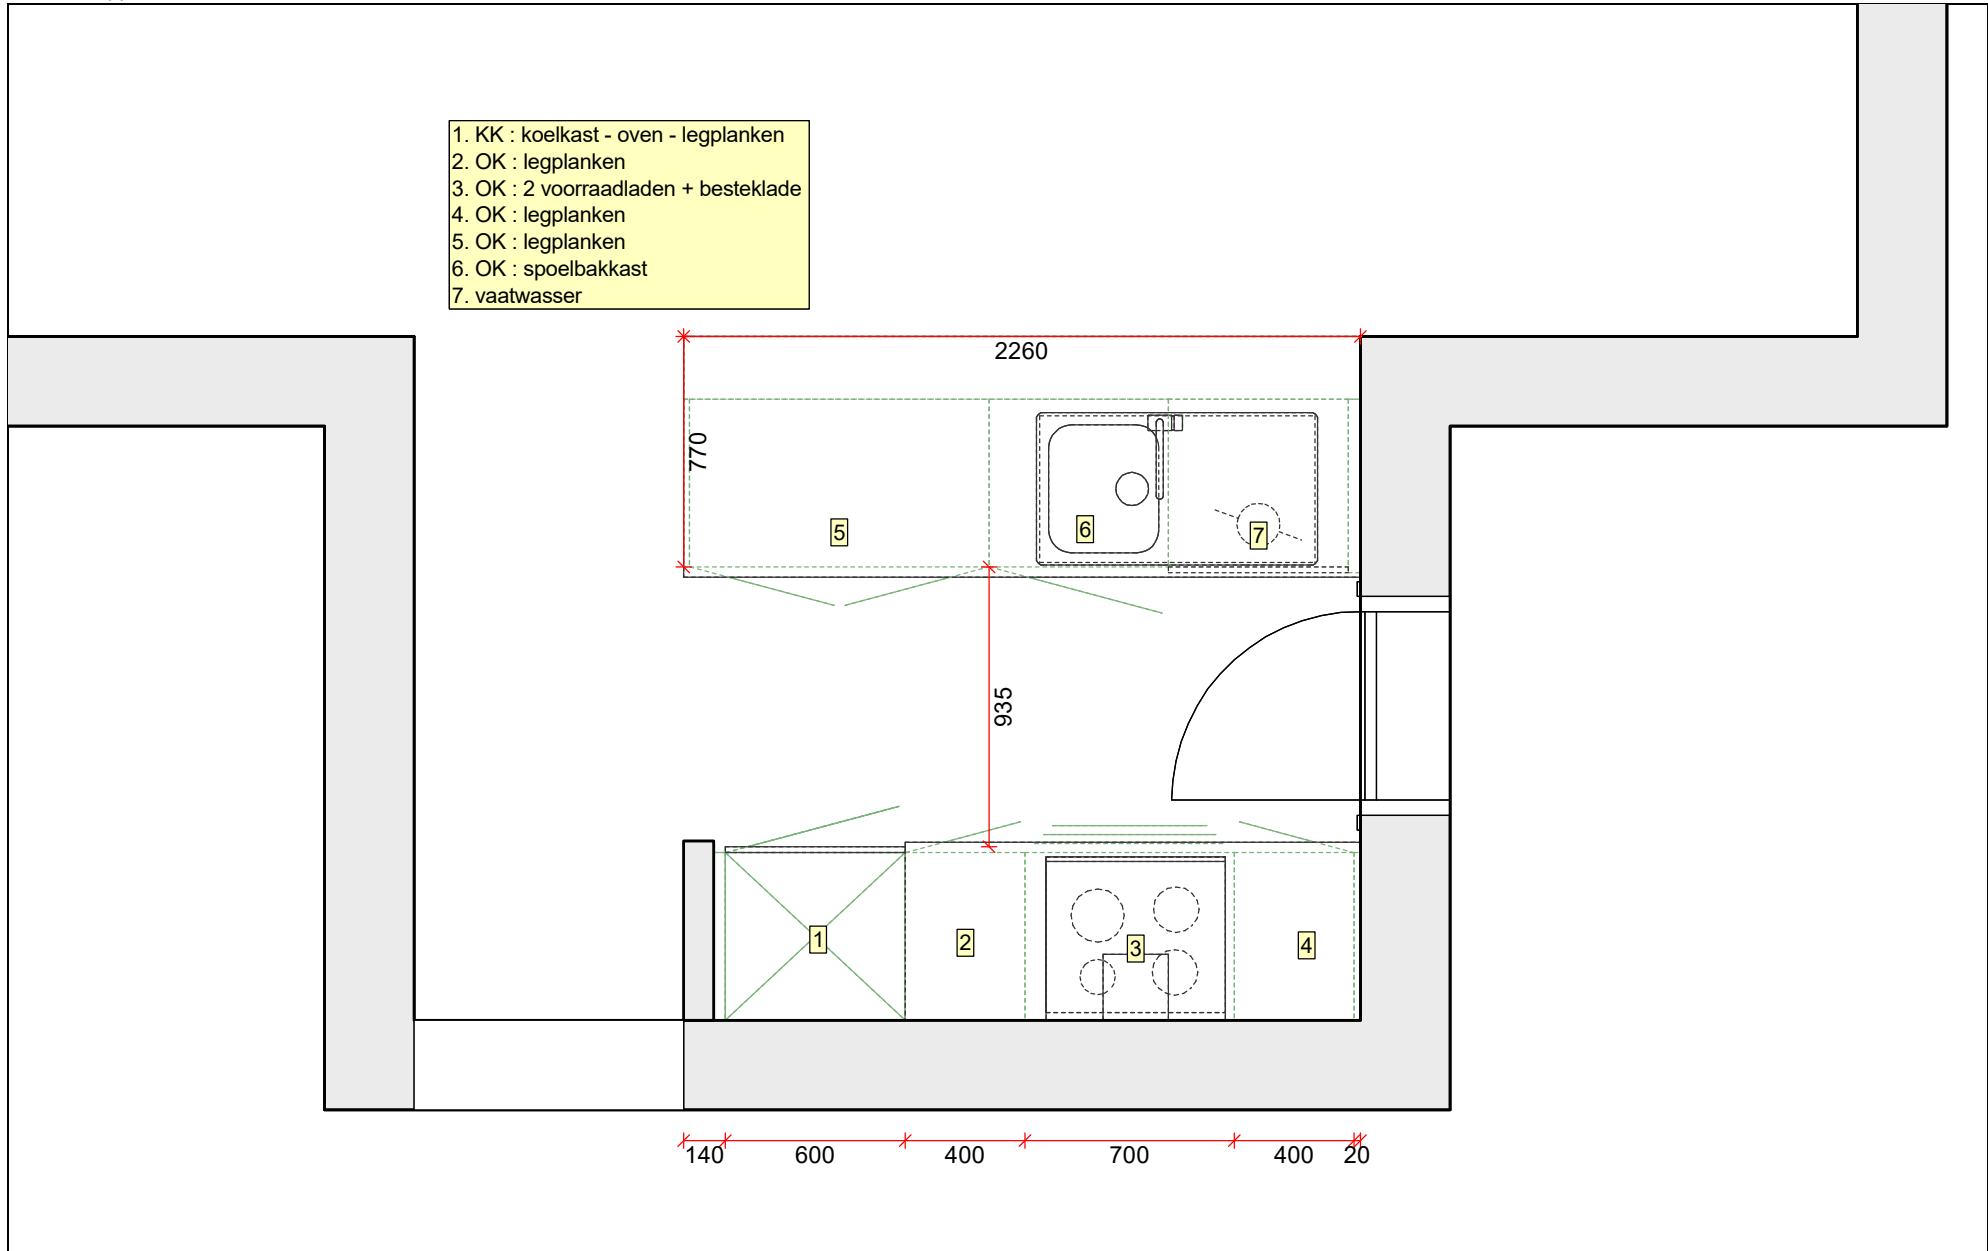 1. KK : koelkast - oven - legplanken
2. OK : legplanken
3. OK : 2 voorraadladen + besteklade
4. OK : legplanken
5. OK : legplanken
6. OK : spoelbakkast
7. vaatwasser
2260
770
5
6
7
935
1
2
3
4
140
600
400
700
400
20